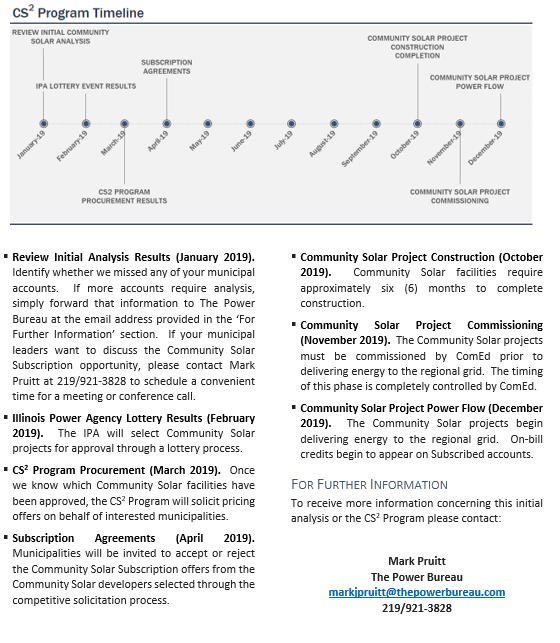 CS² Program Timeline
REVIEW INITIAL COMMUNITY
SOLAR ANALYSIS
IPA LOTTERY EVENT RESULTS
SUBSCRIPTION
AGREEMENTS
COMMUNITY SOLAR PROJECT
CONSTRUCTION
COMPLETION
COMMUNITY SOLAR PROJECT
POWER FLOW
January-19
February-19
March-19
April-19
May-19
June-19
July-19
August-19
September-19
October-19
November-19
December-19
CS2 PROGRAM
PROCUREMENT RESULTS
COMMUNITY SOLAR PROJECT
COMMISSIONING
▪ Review Initial Analysis Results (January 2019).
Identify whether we missed any of your municipal
accounts. If more accounts require analysis,
simply forward that information to The Power
Bureau at the email address provided in the 'For
Further Information' section. If your municipal
leaders want to discuss the Community Solar
Subscription opportunity, please contact Mark
Pruitt at 219/921-3828 to schedule a convenient
time for a meeting or conference call.
▪ Illinois Power Agency Lottery Results (February
2019). The IPA will select Community Solar
projects for approval through a lottery process.
▪ CS² Program Procurement (March 2019). Once
we know which Community Solar facilities have
been approved, the CS² Program will solicit pricing
offers on behalf of interested municipalities.
▪ Subscription Agreements (April 2019).
Municipalities will be invited to accept or reject
the Community Solar Subscription offers from the
Community Solar developers selected through the
competitive solicitation process.
▪ Community Solar Project Construction (October
2019). Community Solar facilities require
approximately six (6) months to complete
construction.
▪ Community Solar Project Commissioning
(November 2019). The Community Solar projects
must be commissioned by ComEd prior to
delivering energy to the regional grid. The timing
of this phase is completely controlled by ComEd.
▪ Community Solar Project Power Flow (December
2019). The Community Solar projects begin
delivering energy to the regional grid. On-bill
credits begin to appear on Subscribed accounts.
FOR FURTHER INFORMATION
To receive more information concerning this initial
analysis or the CS² Program please contact:
Mark Pruitt
The Power Bureau
markjpruitt@thepowerbureau.com
219/921-3828